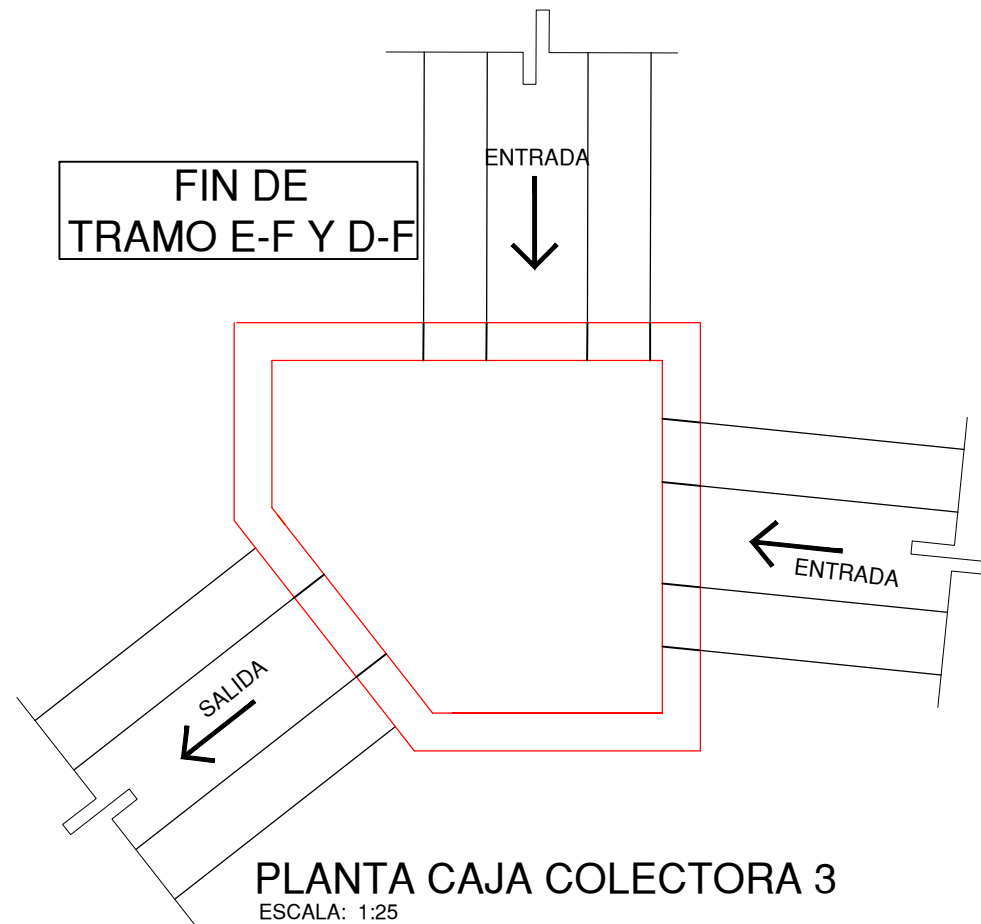 ENTRADA
FIN DE
TRAMO E-F Y D-F
ENTRADA
SALIDA
PLANTA CAJA COLECTORA 3
ESCALA: 1:25